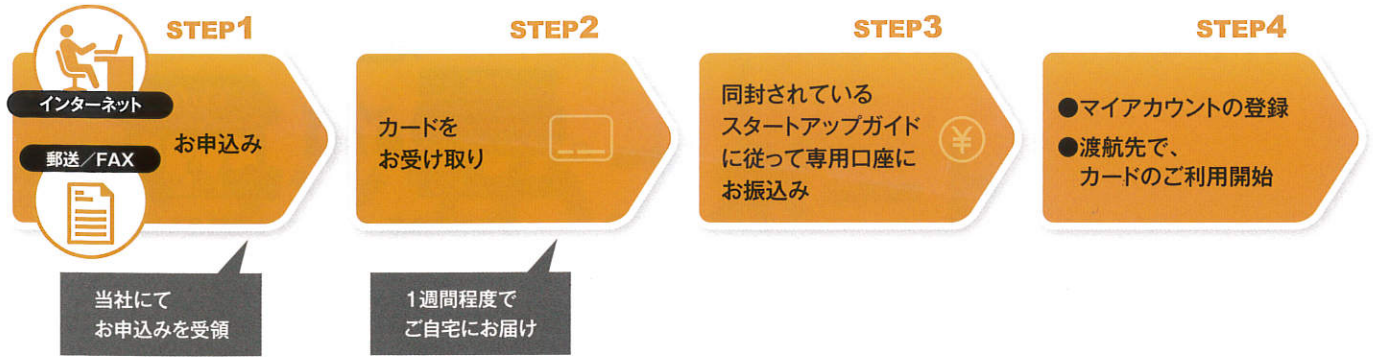 STEP1
インターネット
郵送／FAX
お申込み
当社にて
お申込みを受領
STEP2
カードを
お受け取り
1週間程度で
ご自宅にお届け
STEP3
同封されている
スタートアップガイド
に従って専用口座に
お振込み
¥
STEP4
●マイアカウントの登録
●渡航先で、
カードのご利用開始